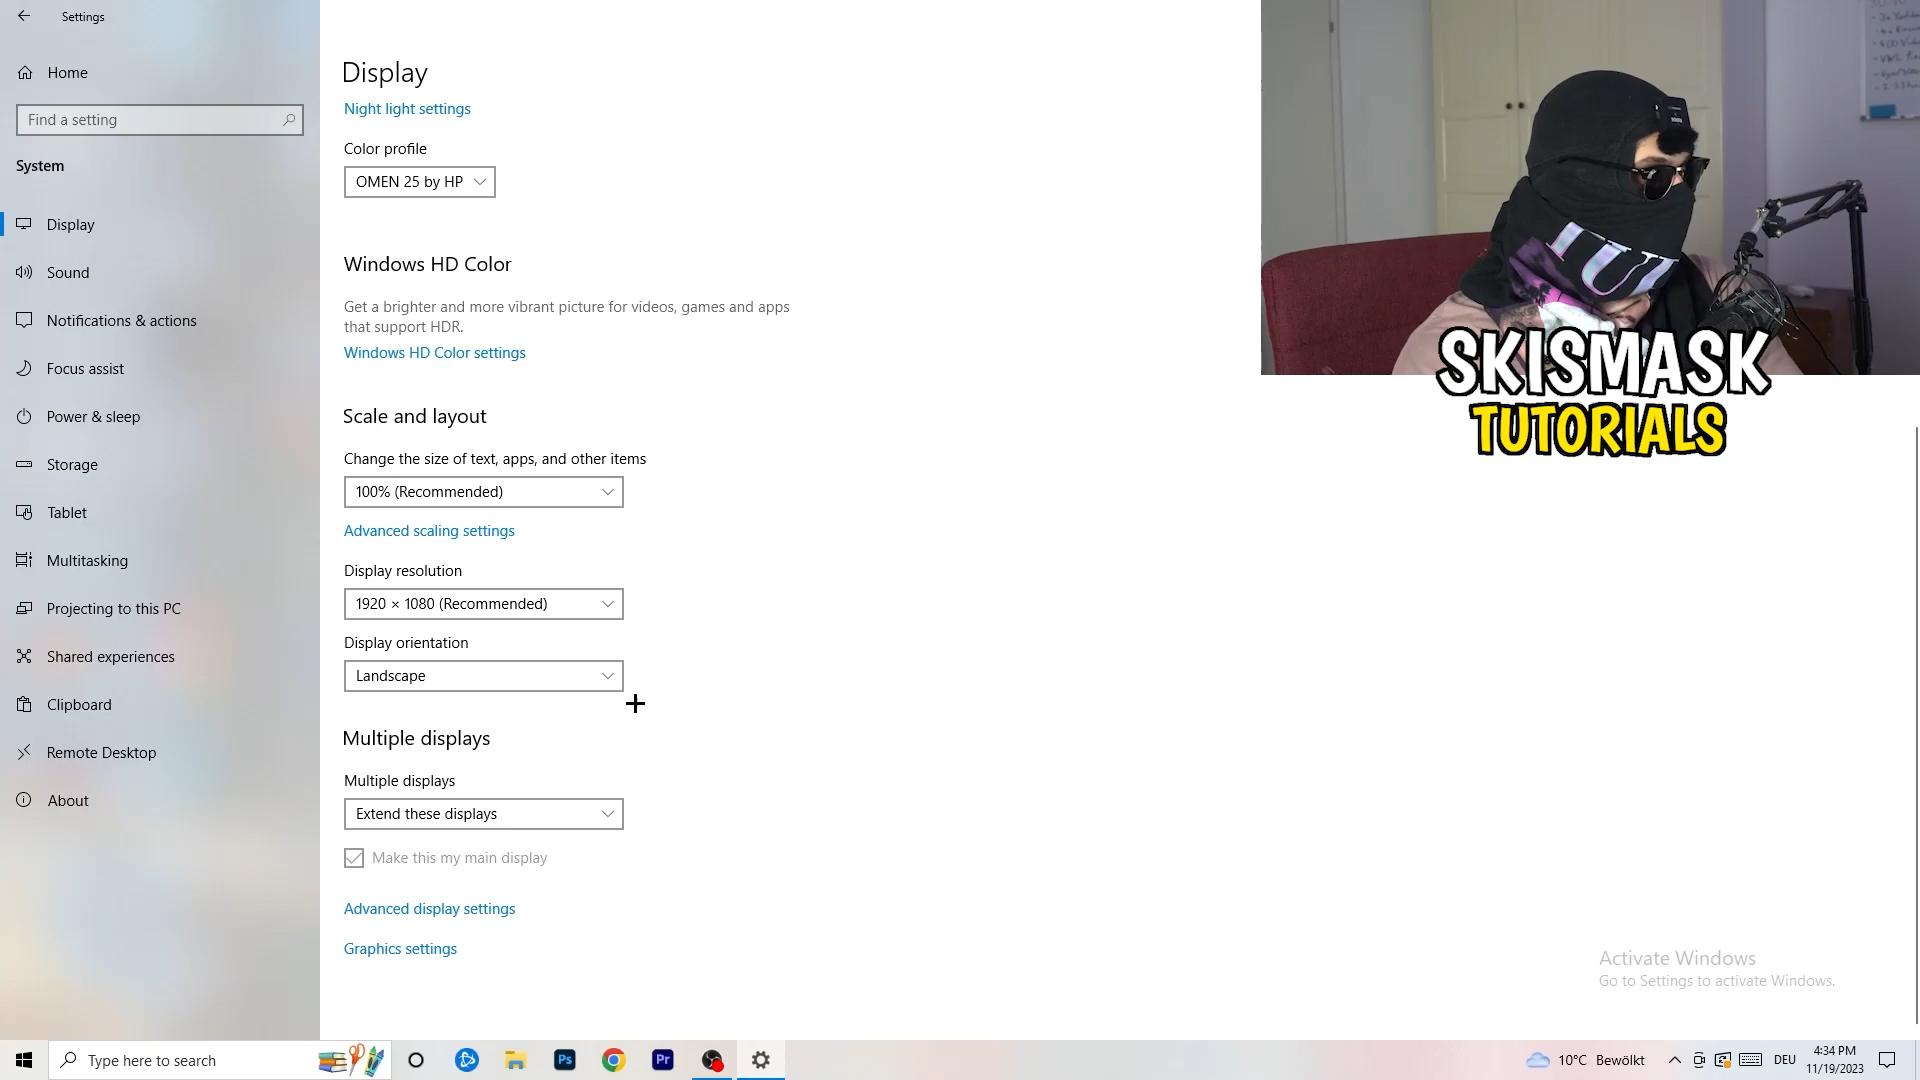 Settings
Home
Find a setting
System
Display
Sound
Notifications & actions
Focus assist
Power & sleep
Storage
Tablet
Multitasking
Projecting to this PC
Shared experiences
Clipboard
Remote Desktop
About
Display
Night light settings
Color profile
OMEN 25 by HP
Windows HD Color
Get a brighter and more vibrant picture for videos, games and apps
that support HDR.
Windows HD Color settings
Scale and layout
Change the size of text, apps, and other items
100% (Recommended)
Advanced scaling settings
Display resolution
1920 × 1080 (Recommended)
Display orientation
Landscape
Multiple displays
Multiple displays
Extend these displays
Make this my main display
Advanced display settings
Graphics settings
SKISMASK
TUTORIALS
Activate Windows
Go to Settings to activate Windows.
Type here to search
Ps
Pr
10°C Bewölkt
DEU
4:34 PM
11/19/2023